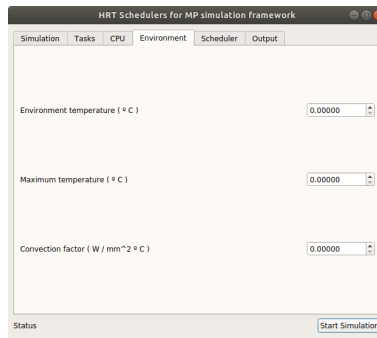 HRT Schedulers for MP simulation framework
Simulation Tasks CPU Environment Scheduler Output
Environment temperature ( º C ) 0.00000
Maximum temperature ( º C ) 0.00000
Convection factor ( W / mm^2 º C ) 0.00000
Status Start Simulation